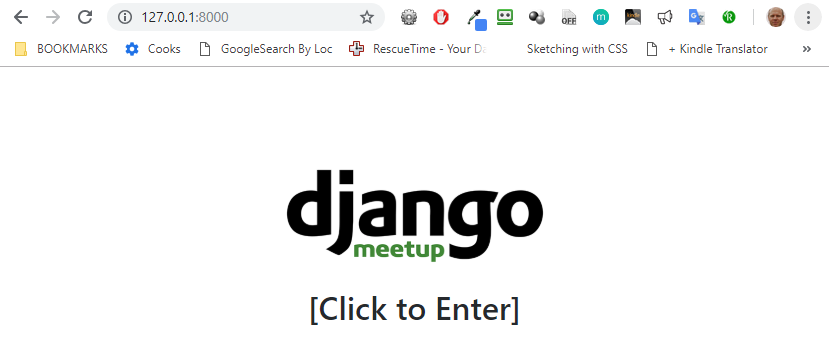 127.0.0.1:8000
OFF
m
BOOKMARKS Cooks GoogleSearch By Loc RescueTime - Your Da Sketching with CSS + Kindle Translator »
django
meetup
[Click to Enter]